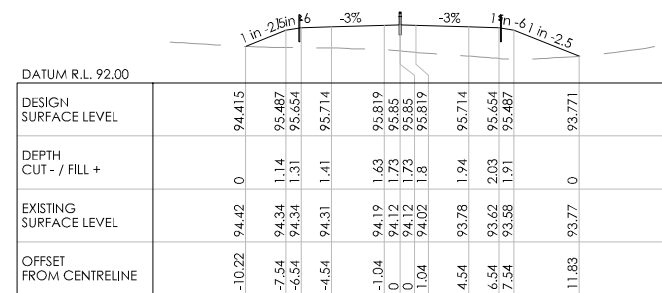 1 in -2.5
1 in -6
-3%
-3%
1 in -6
1 in -2.5
DATUM R.L. 92.00
DESIGN
SURFACE LEVEL
94.415 95.487 95.654 95.714 95.819 95.85 95.85 95.819 95.714 95.654 95.487 93.771
DEPTH
CUT - / FILL +
0 1.14 1.31 1.41 1.63 1.73 1.73 1.8 1.94 2.03 1.91 0
EXISTING
SURFACE LEVEL
94.42 94.34 94.34 94.31 94.19 94.12 94.12 94.02 93.78 93.62 93.58 93.77
OFFSET
FROM CENTRELINE
-10.22 -7.54 -6.54 -4.54 -1.04 0 0 1.04 4.54 6.54 7.54 11.83